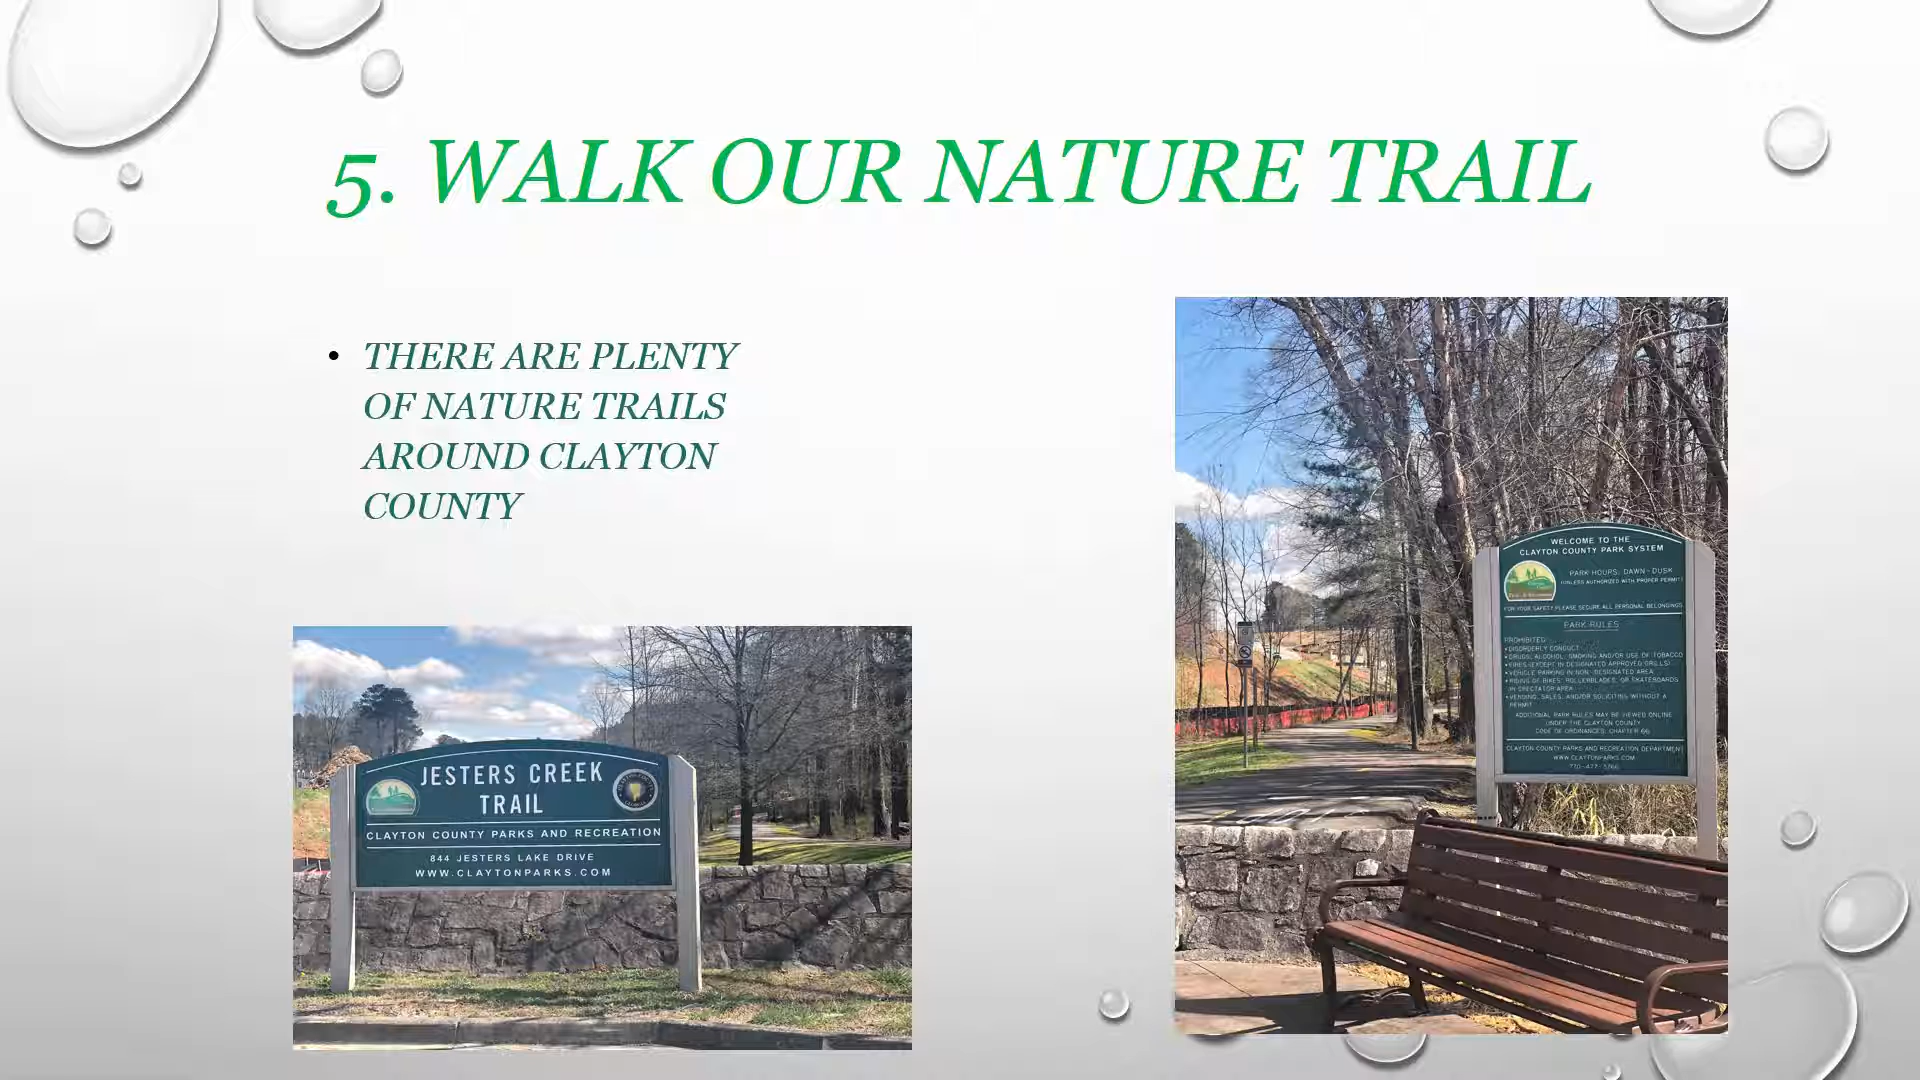 5. WALK OUR NATURE TRAIL
• THERE ARE PLENTY
OF NATURE TRAILS
AROUND CLAYTON
COUNTY
JESTERS CREEK
TRAIL
CLAYTON COUNTY PARKS AND RECREATION
844 JESTERS LAKE DRIVE
WWW.CLAYTONPARKS.COM
WELCOME TO THE
CLAYTON COUNTY PARK SYSTEM
PARK HOURS: DAWN - DUSK
(UNLESS AUTHORIZED WITH PROPER PERMIT)
FOR YOUR SAFETY PLEASE SECURE ALL PERSONAL BELONGINGS
PARK RULES
PROHIBITED:
• DISORDERLY CONDUCT
• DRUGS, ALCOHOL, SMOKING AND/OR USE OF TOBACCO
• FIRES (EXCEPT IN DESIGNATED APPROVED GRILLS)
• VEHICLE PARKING IN NON-DESIGNATED AREA
• RIDING OF BIKES, ROLLERBLADES, OR SKATEBOARDS
IN SPECTATOR AREA
• VENDING, SALES, AND/OR SOLICITING WITHOUT A
PERMIT
ADDITIONAL PARK RULES MAY BE VIEWED ONLINE
UNDER THE CLAYTON COUNTY
CODE OF ORDINANCES, CHAPTER 66
CLAYTON COUNTY PARKS AND RECREATION DEPARTMENT
WWW.CLAYTONPARKS.COM
770-477-3766